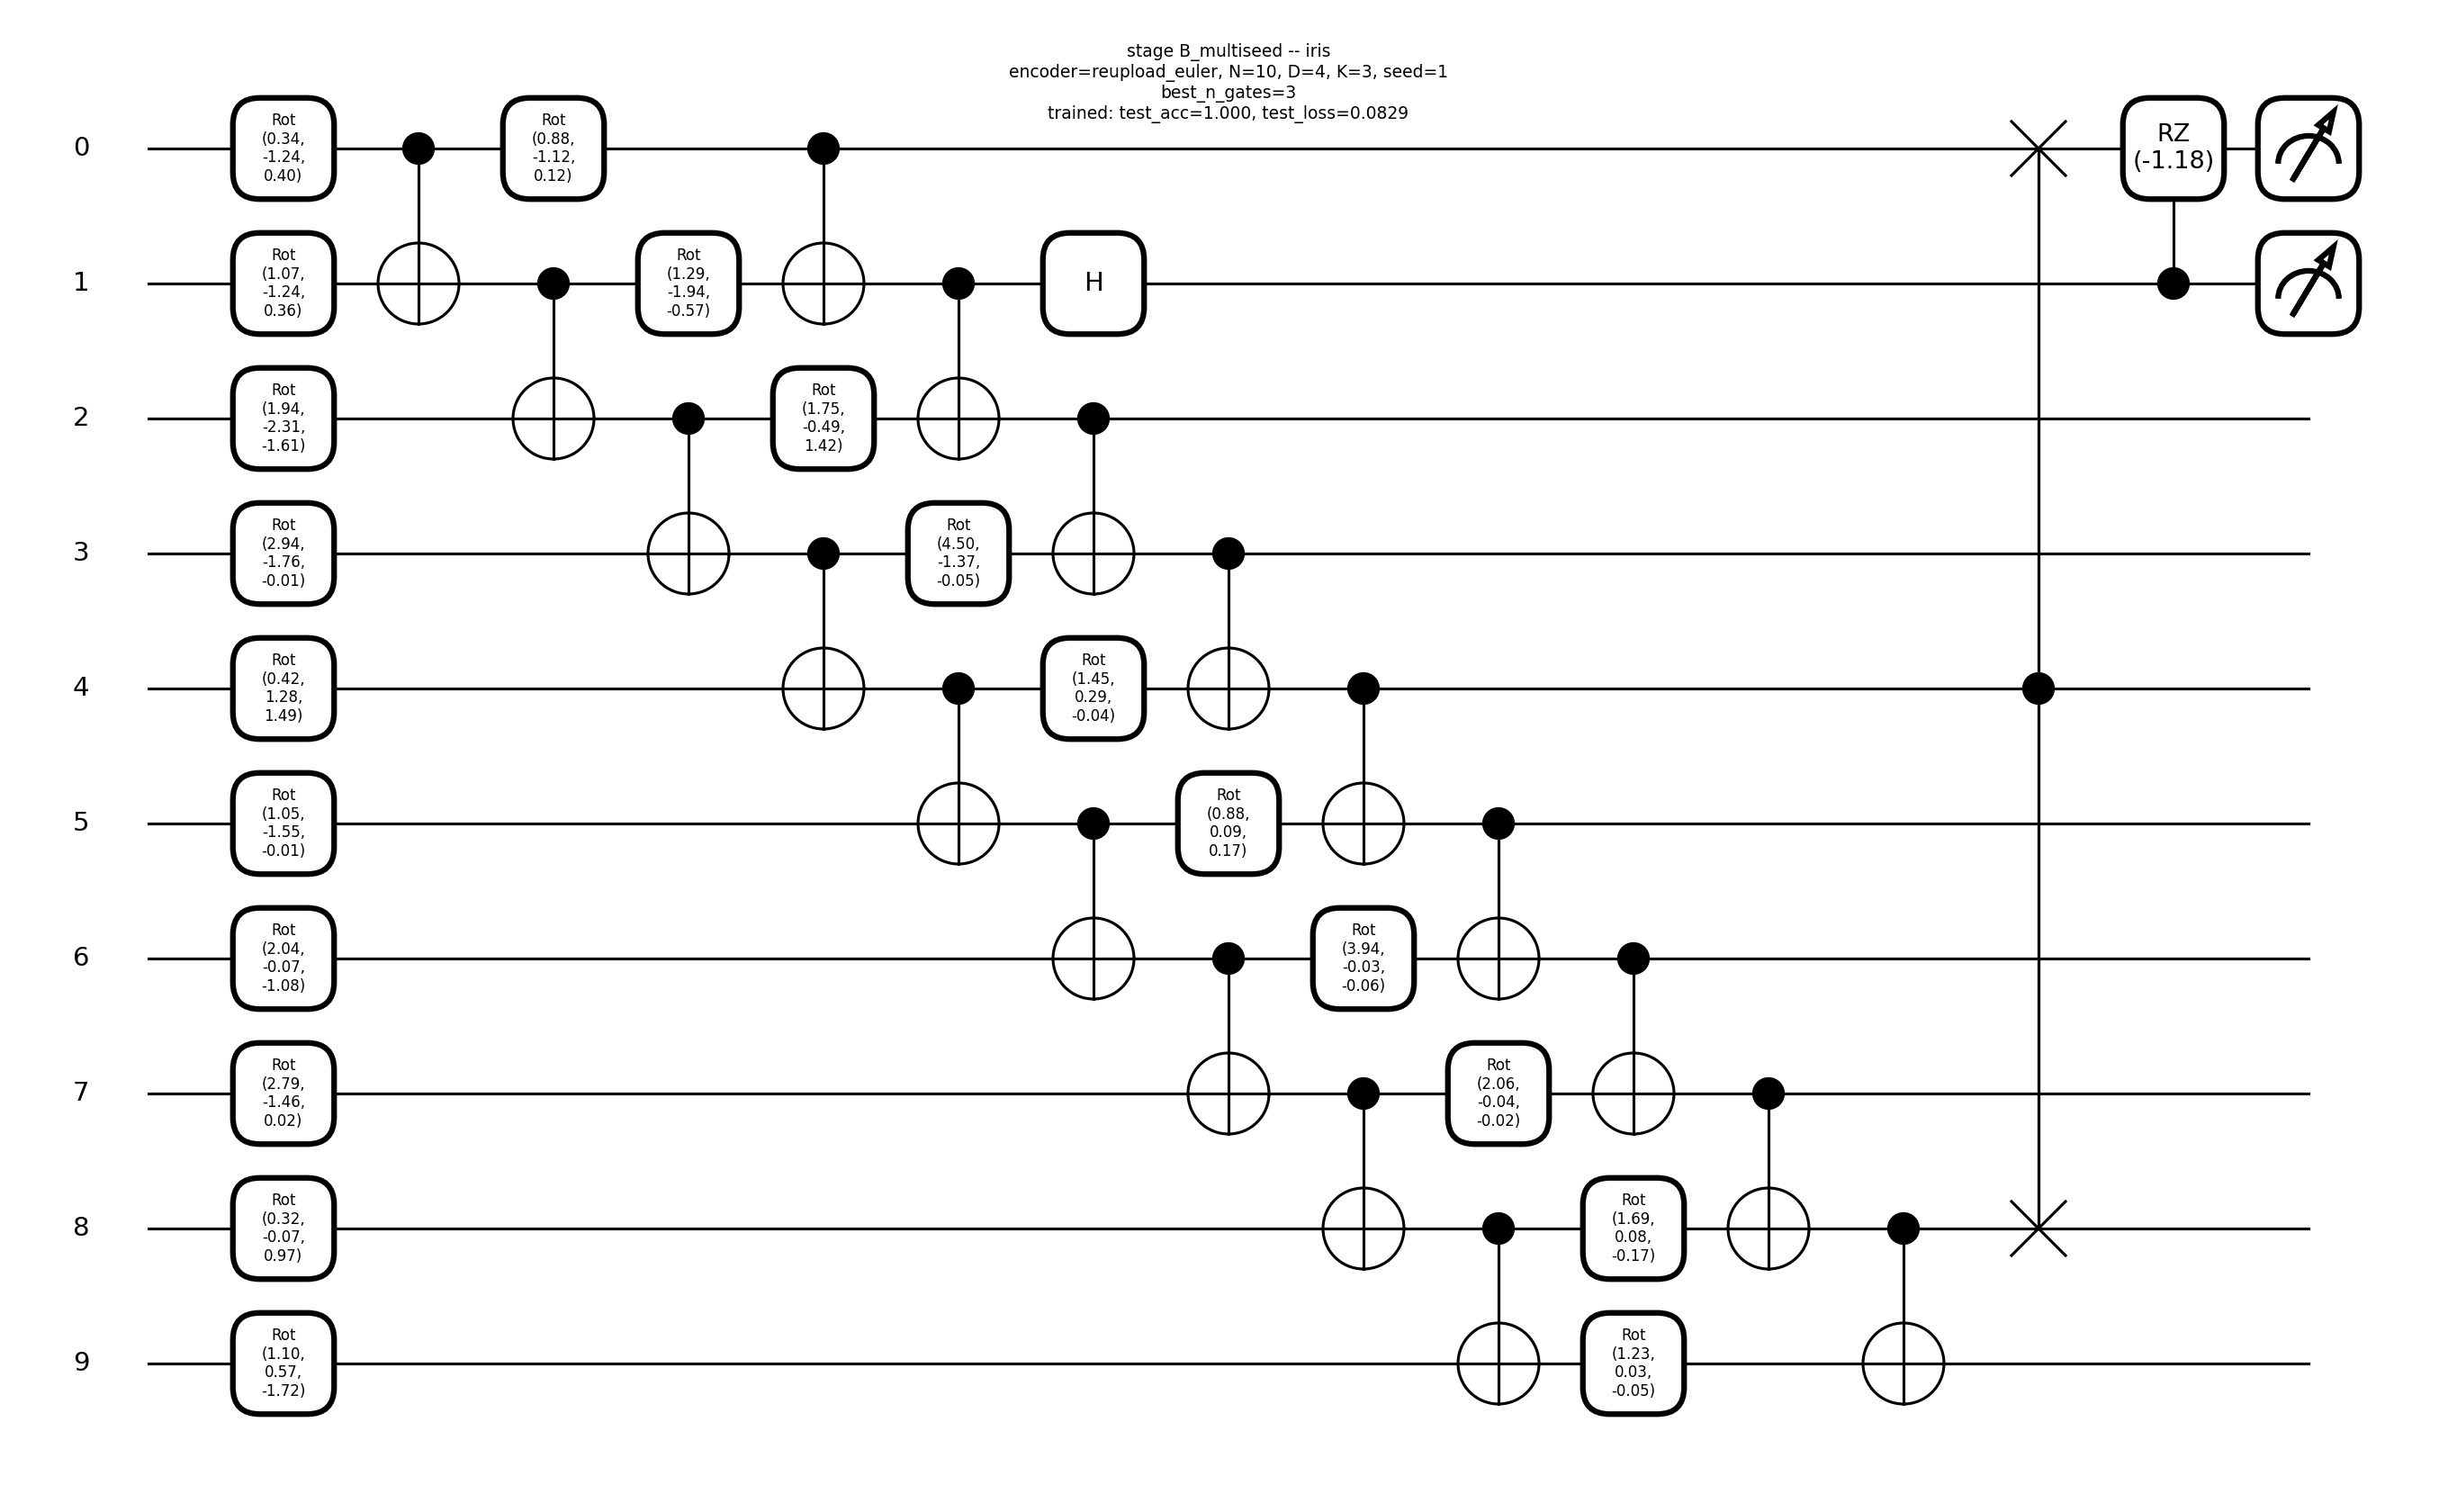 stage B_multiseed -- iris
encoder=reupload_euler, N=10, D=4, K=3, seed=1
best_n_gates=3
trained: test_acc=1.000, test_loss=0.0829
0
Rot
(0.34,
-1.24,
0.40)
Rot
(0.88,
-1.12,
0.12)
RZ
(-1.18)
1
Rot
(1.07,
-1.24,
0.36)
Rot
(1.29,
-1.94,
-0.57)
H
2
Rot
(1.94,
-2.31,
-1.61)
Rot
(1.75,
-0.49,
1.42)
3
Rot
(2.94,
-1.76,
-0.01)
Rot
(4.50,
-1.37,
-0.05)
4
Rot
(0.42,
1.28,
1.49)
Rot
(1.45,
0.29,
-0.04)
5
Rot
(1.05,
-1.55,
-0.01)
Rot
(0.88,
0.09,
0.17)
6
Rot
(2.04,
-0.07,
-1.08)
Rot
(3.94,
-0.03,
-0.06)
7
Rot
(2.79,
-1.46,
0.02)
Rot
(2.06,
-0.04,
-0.02)
8
Rot
(0.32,
-0.07,
0.97)
Rot
(1.69,
0.08,
-0.17)
9
Rot
(1.10,
0.57,
-1.72)
Rot
(1.23,
0.03,
-0.05)